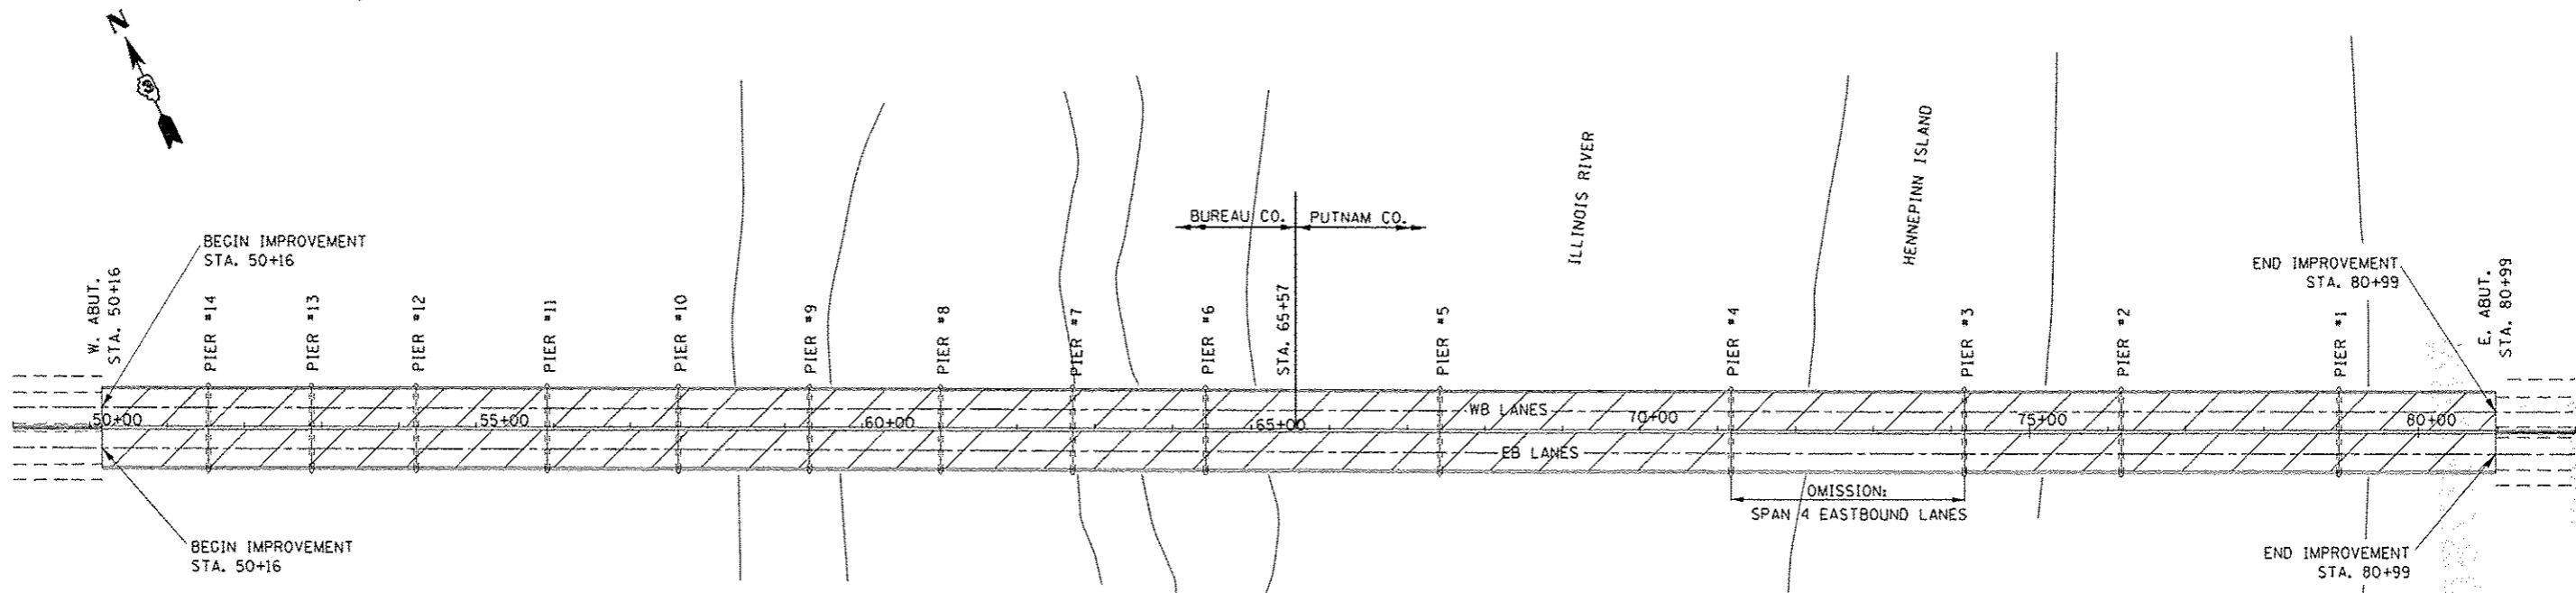 N
BUREAU CO.
PUTNAM CO.
ILLINOIS RIVER
HENNEPINN ISLAND
BEGIN IMPROVEMENT
STA. 50+16
END IMPROVEMENT
STA. 80+99
W. ABUT.
STA. 50+16
PIER #14
PIER #13
PIER #12
PIER #11
PIER #10
PIER #9
PIER #8
PIER #7
PIER #6
STA. 65+57
PIER #5
PIER #4
PIER #3
PIER #2
PIER #1
E. ABUT.
STA. 80+99
50+00
55+00
60+00
65+00
WB LANES
70+00
75+00
80+00
EB LANES
OMISSION:
SPAN 4 EASTBOUND LANES
BEGIN IMPROVEMENT
STA. 50+16
END IMPROVEMENT
STA. 80+99